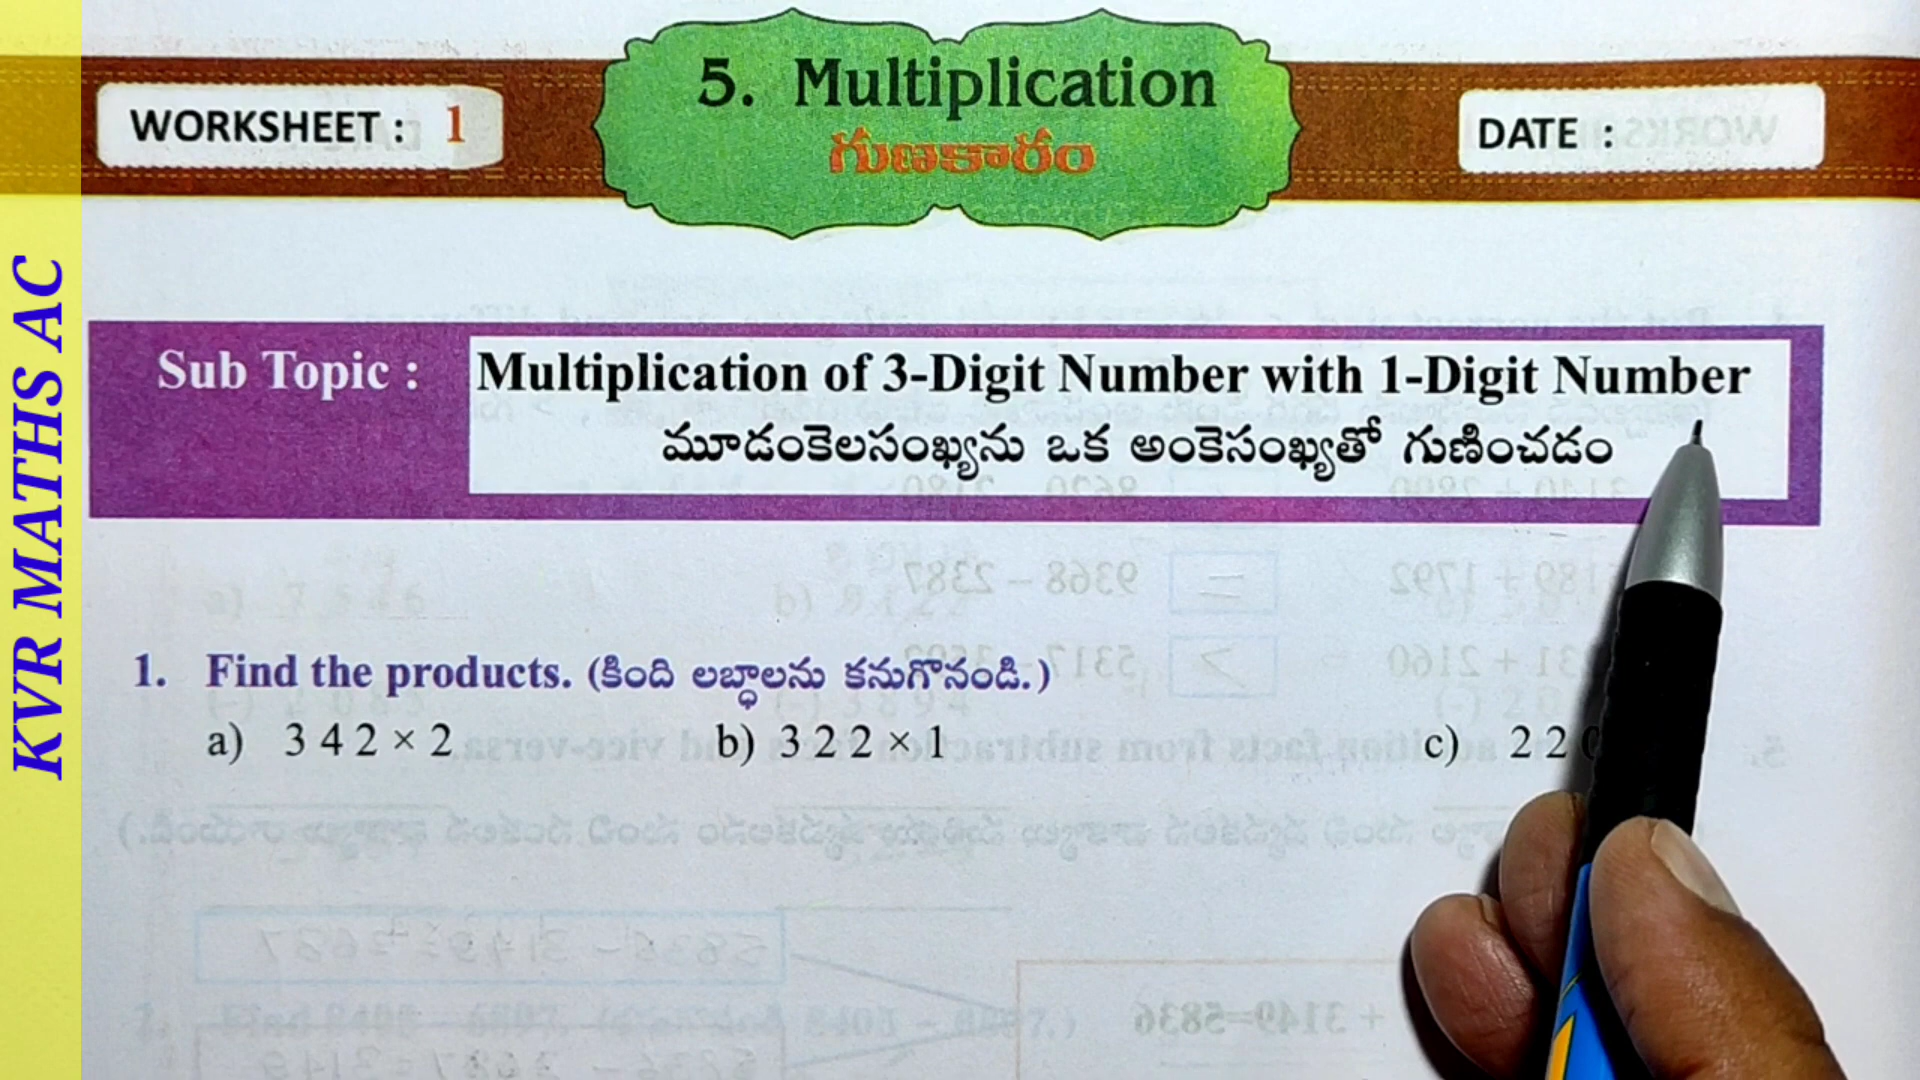 5. Multiplication
గుణకారం
WORKSHEET : 1
DATE :
KVR MATHS AC
Sub Topic : Multiplication of 3-Digit Number with 1-Digit Number
మూడంకెలసంఖ్యను ఒక అంకెసంఖ్యతో గుణించడం
1. Find the products. (కింది లబ్ధాలను కనుగొనండి.)
a) 3 4 2 × 2 b) 3 2 2 × 1 c) 2 2